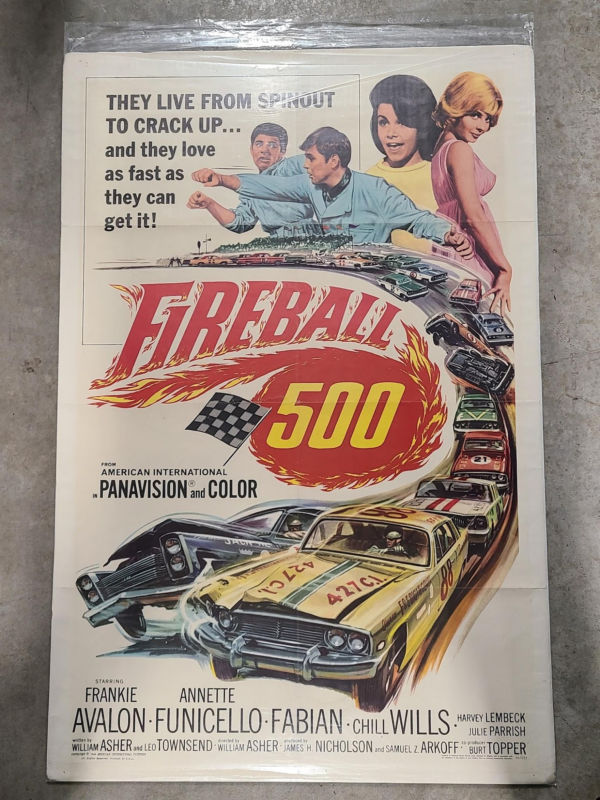 THEY LIVE FROM SPINOUT
TO CRACK UP...
and they love
as fast as
they can
get it!
FIREBALL
500
FROM
AMERICAN INTERNATIONAL
IN PANAVISION® and COLOR
21
427 C.I.
427 C.I.
88
STARRING
FRANKIE ANNETTE
AVALON · FUNICELLO · FABIAN · CHILL WILLS · HARVEY LEMBECK
JULIE PARRISH
written by WILLIAM ASHER and LEO TOWNSEND · directed by WILLIAM ASHER · produced by JAMES H. NICHOLSON and SAMUEL Z. ARKOFF · co-producer BURT TOPPER